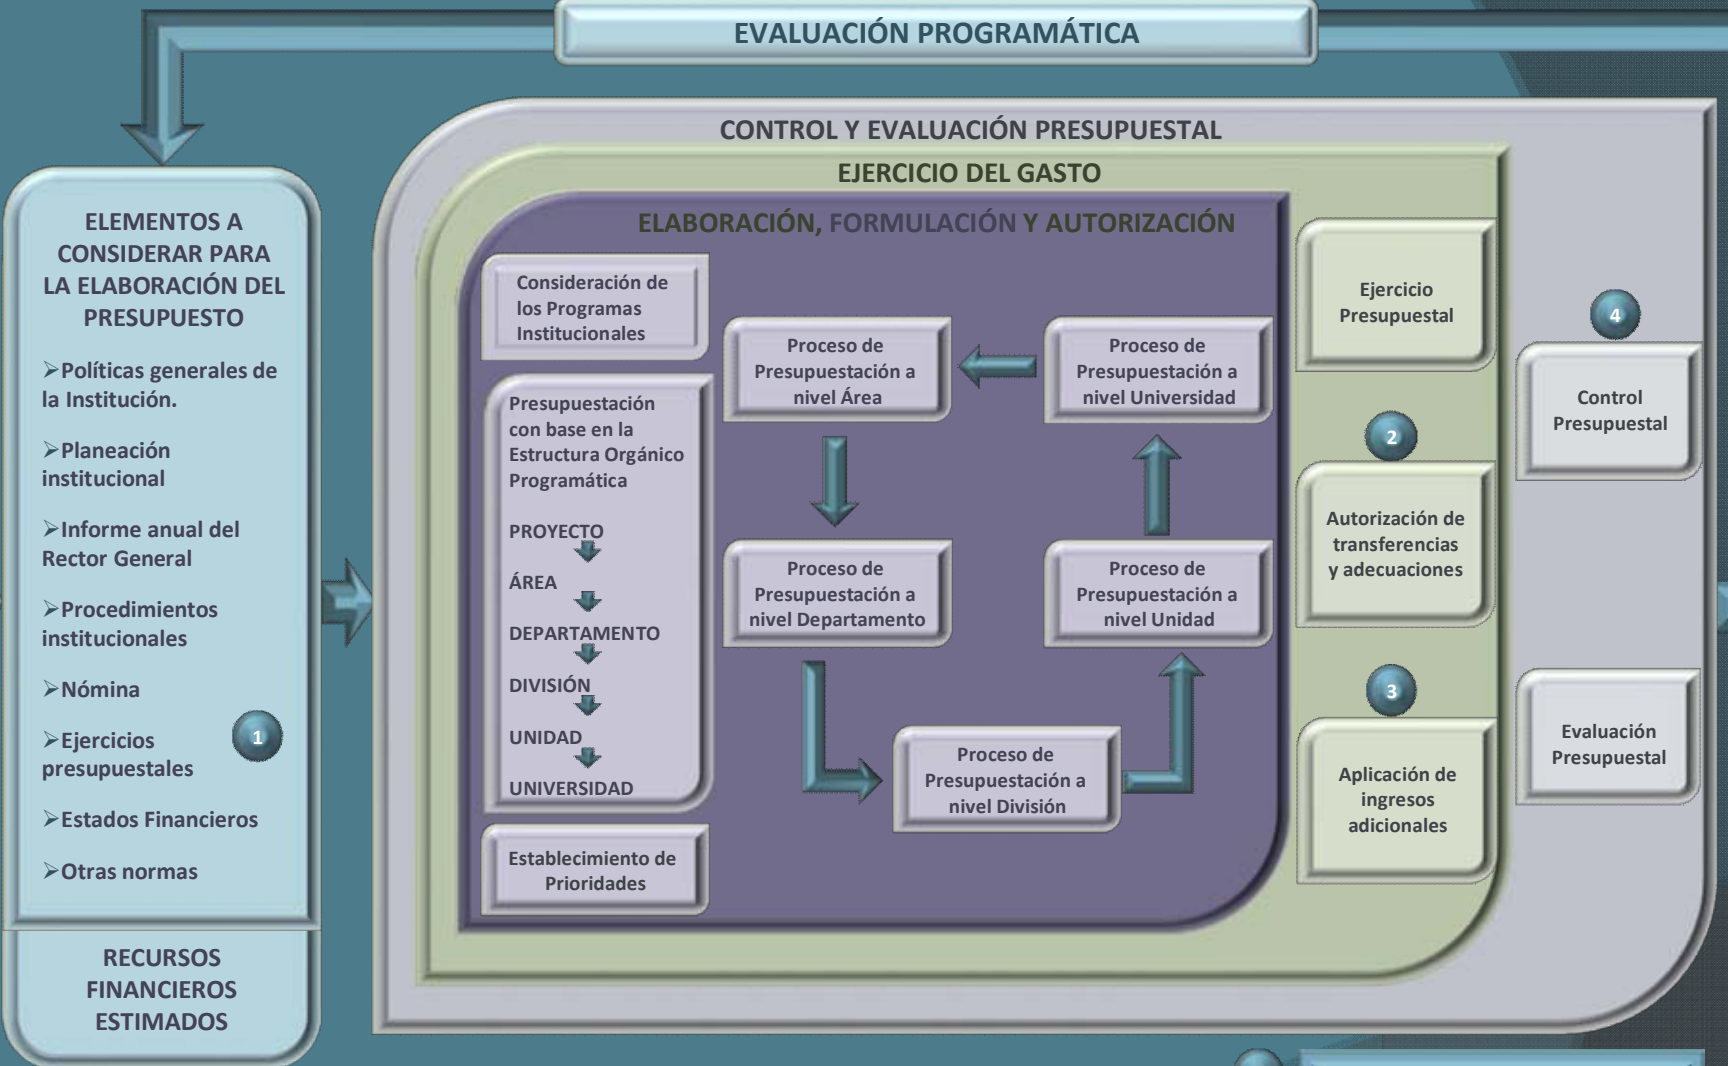 EVALUACIÓN PROGRAMÁTICA
ELEMENTOS A
CONSIDERAR PARA
LA ELABORACIÓN DEL
PRESUPUESTO
➢Políticas generales de
la Institución.
➢Planeación
institucional
➢Informe anual del
Rector General
➢Procedimientos
institucionales
➢Nómina
➢Ejercicios
presupuestales
1
➢Estados Financieros
➢Otras normas
RECURSOS
FINANCIEROS
ESTIMADOS
CONTROL Y EVALUACIÓN PRESUPUESTAL
EJERCICIO DEL GASTO
ELABORACIÓN, FORMULACIÓN Y AUTORIZACIÓN
Consideración de
los Programas
Institucionales
Presupuestación
con base en la
Estructura Orgánico
Programática
PROYECTO
ÁREA
DEPARTAMENTO
DIVISIÓN
UNIDAD
UNIVERSIDAD
Establecimiento de
Prioridades
Proceso de
Presupuestación a
nivel Área
Proceso de
Presupuestación a
nivel Departamento
Proceso de
Presupuestación a
nivel División
Proceso de
Presupuestación a
nivel Unidad
Proceso de
Presupuestación a
nivel Universidad
Ejercicio
Presupuestal
2
Autorización de
transferencias
y adecuaciones
3
Aplicación de
ingresos
adicionales
4
Control
Presupuestal
Evaluación
Presupuestal